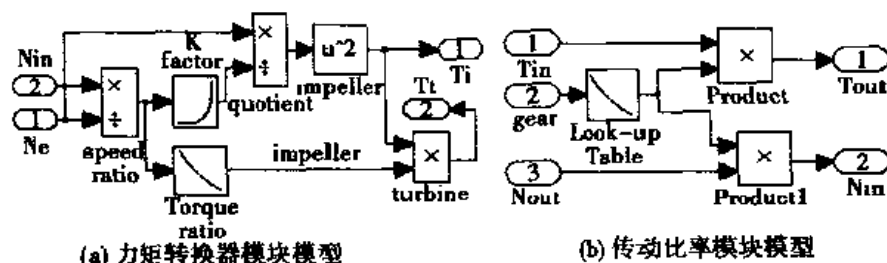 K factor
Nin
2
1
Ne
×
÷
speed ratio
×
÷
quotient
u^2
impeller
1
Ti
Tt
2
impeller
×
turbine
Torque ratio
(a) 力矩转换器模块模型
1
Tin
2
gear
3
Nout
Look-up Table
×
Product
×
Product1
1
Tout
2
Nin
(b) 传动比率模块模型